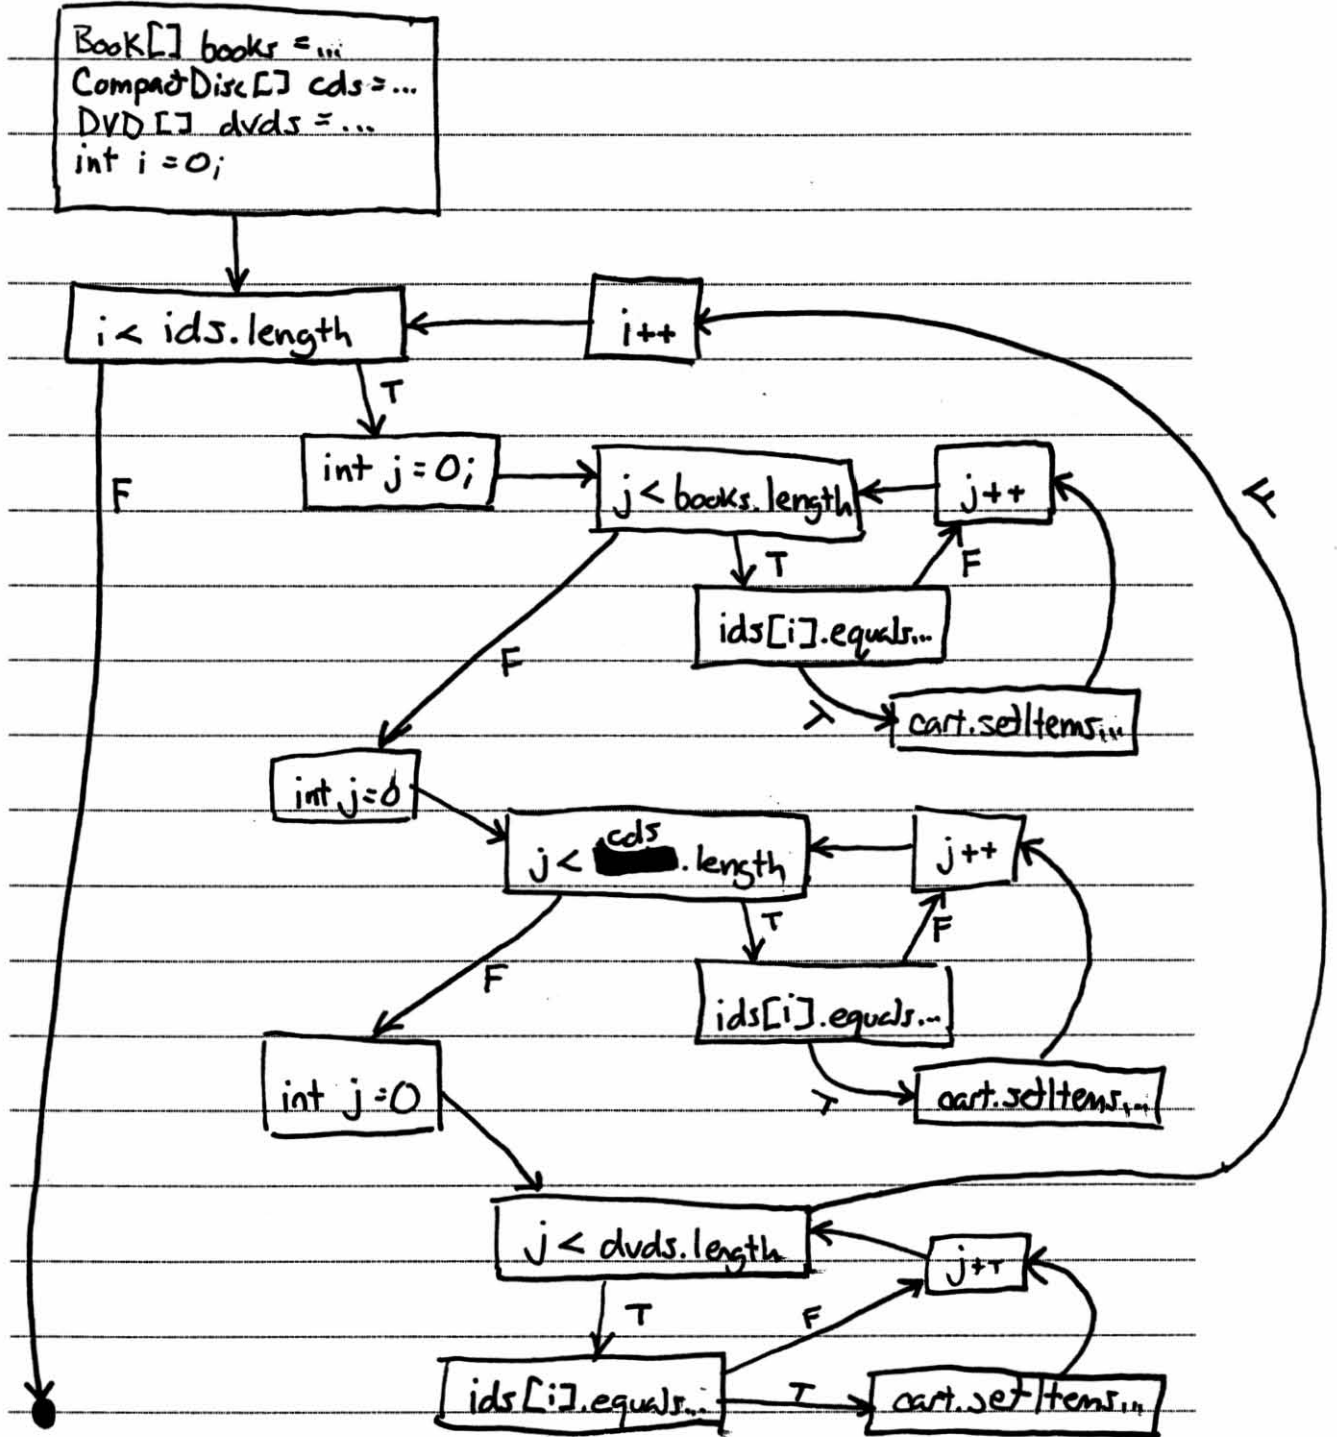 Book[] books = ...
CompactDisc[] cds = ...
DVD[] dvds = ...
int i = 0;
i < ids.length
i++
T
F
int j = 0;
j < books.length
j++
F
T
F
ids[i].equals...
F
T
cart.setItems...
int j=0
cds
j < .length
j++
T
F
F
ids[i].equals...
T
cart.setItems...
int j=0
j < dvds.length
j++
T
F
ids[i].equals...
T
cart.setItems...